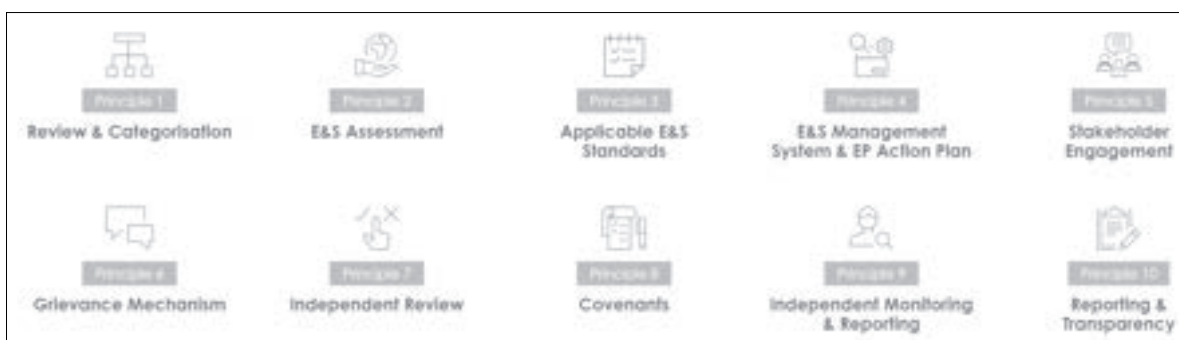 Principle 1
Principle 2
Principle 3
Principle 4
Principle 5
Review & Categorisation
E&S Assessment
Applicable E&S
Standards
E&S Management
System & EP Action Plan
Stakeholder
Engagement
Principle 6
Principle 7
Principle 8
Principle 9
Principle 10
Grievance Mechanism
Independent Review
Covenants
Independent Monitoring
& Reporting
Reporting &
Transparency